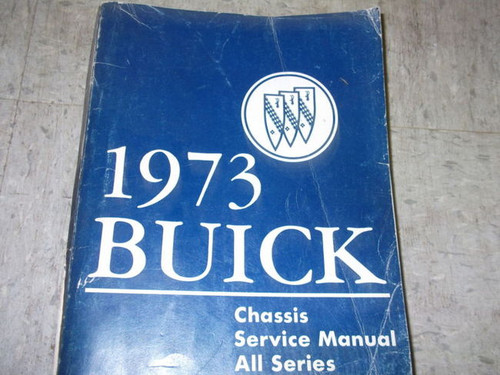 1973
BUICK
Chassis
Service Manual
All Series